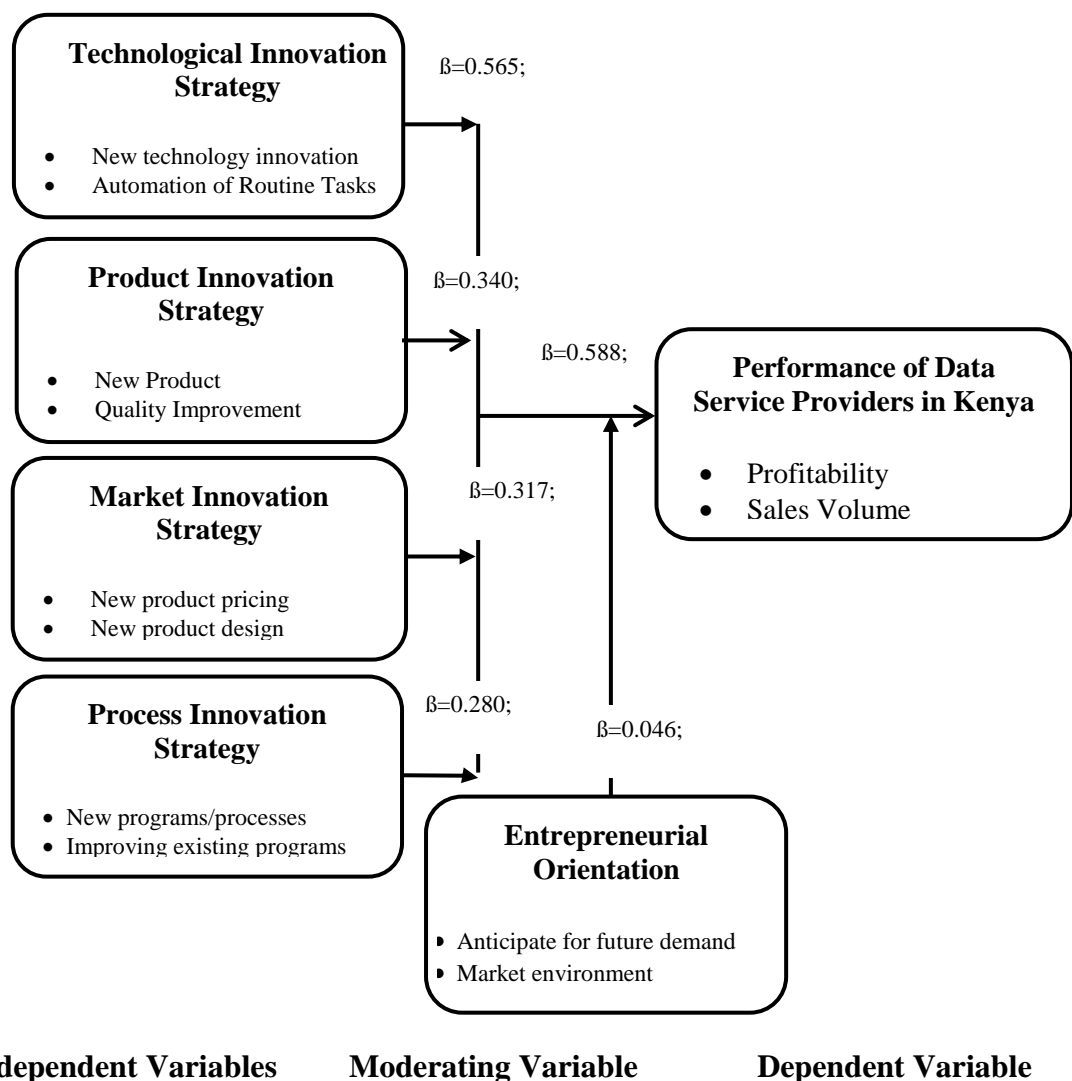 Technological Innovation
Strategy
• New technology innovation
• Automation of Routine Tasks
ß=0.565;
Product Innovation
Strategy
• New Product
• Quality Improvement
ß=0.340;
Market Innovation
Strategy
• New product pricing
• New product design
ß=0.317;
Process Innovation
Strategy
• New programs/processes
• Improving existing programs
ß=0.280;
ß=0.588;
Performance of Data
Service Providers in Kenya
• Profitability
• Sales Volume
ß=0.046;
Entrepreneurial
Orientation
• Anticipate for future demand
• Market environment
dependent Variables
Moderating Variable
Dependent Variable